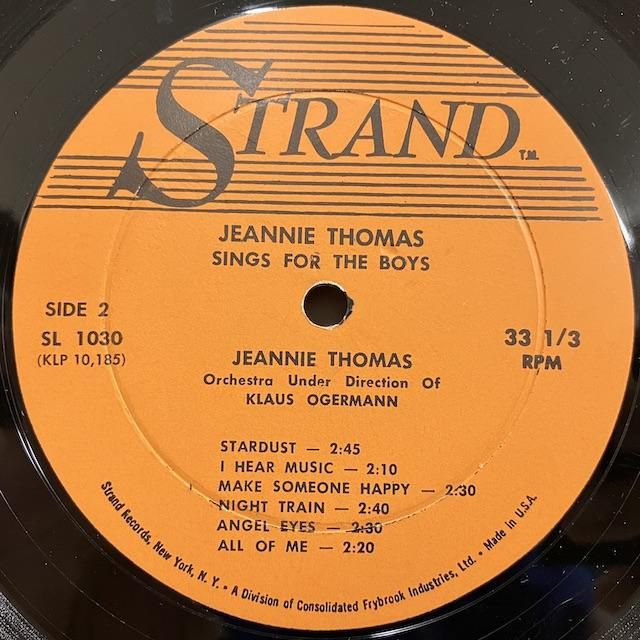 STRAND T.M.
JEANNIE THOMAS
SINGS FOR THE BOYS
SIDE 2
SL 1030
(KLP 10,185)
33 1/3
RPM
JEANNIE THOMAS
Orchestra Under Direction Of
KLAUS OGERMANN
STARDUST — 2:45
I HEAR MUSIC — 2:10
MAKE SOMEONE HAPPY — 2:30
NIGHT TRAIN — 2:40
ANGEL EYES — 2:30
ALL OF ME — 2:20
Strand Records, New York, N. Y. • A Division of Consolidated Frybrook Industries, Ltd. • Made in U.S.A.